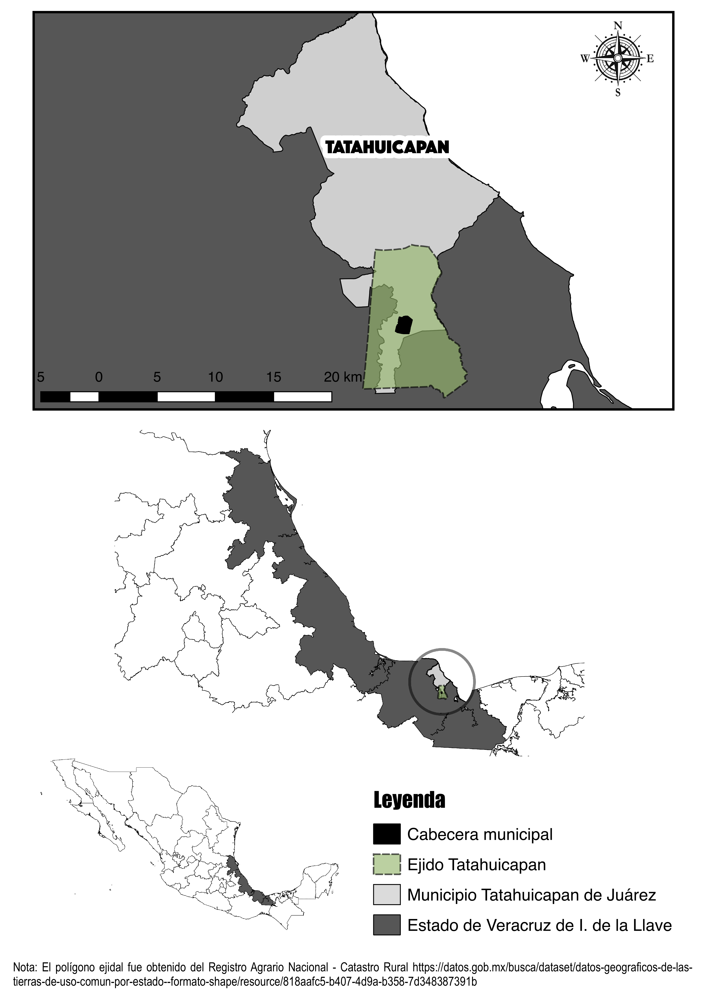 N
W E
S
TATAHUICAPAN
5 0 5 10 15 20 km
Leyenda
Cabecera municipal
Ejido Tatahuicapan
Municipio Tatahuicapan de Juárez
Estado de Veracruz de I. de la Llave
Nota: El polígono ejidal fue obtenido del Registro Agrario Nacional - Catastro Rural https://datos.gob.mx/busca/dataset/datos-geograficos-de-las-
tierras-de-uso-comun-por-estado--formato-shape/resource/818aafc5-b407-4d9a-b358-7d348387391b